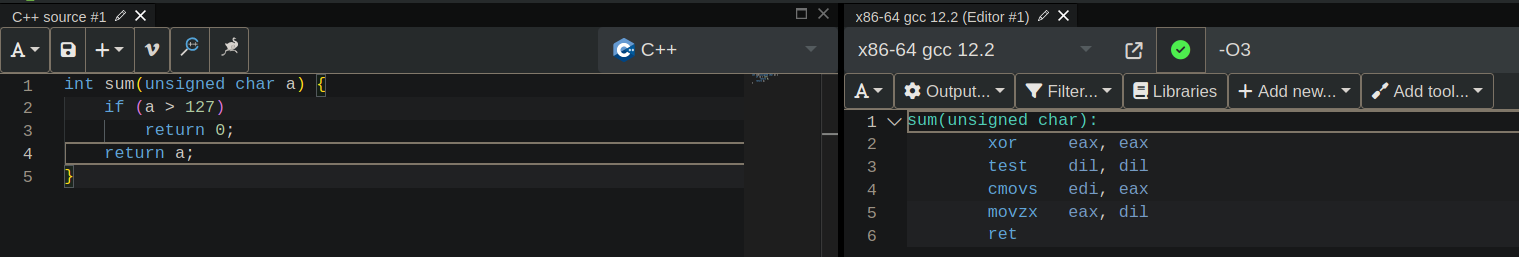 C++ source #1
A
+
v
C++
1 int sum(unsigned char a) {
2     if (a > 127)
3         return 0;
4     return a;
5 }
x86-64 gcc 12.2 (Editor #1)
x86-64 gcc 12.2
-O3
A
Output...
Filter...
Libraries
+ Add new...
Add tool...
1 sum(unsigned char):
2         xor     eax, eax
3         test    dil, dil
4         cmovs   edi, eax
5         movzx   eax, dil
6         ret